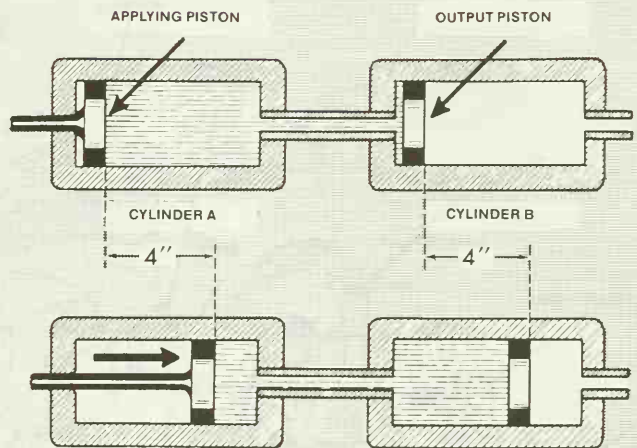 APPLYING PISTON
OUTPUT PISTON
CYLINDER A
CYLINDER B
4"
4"